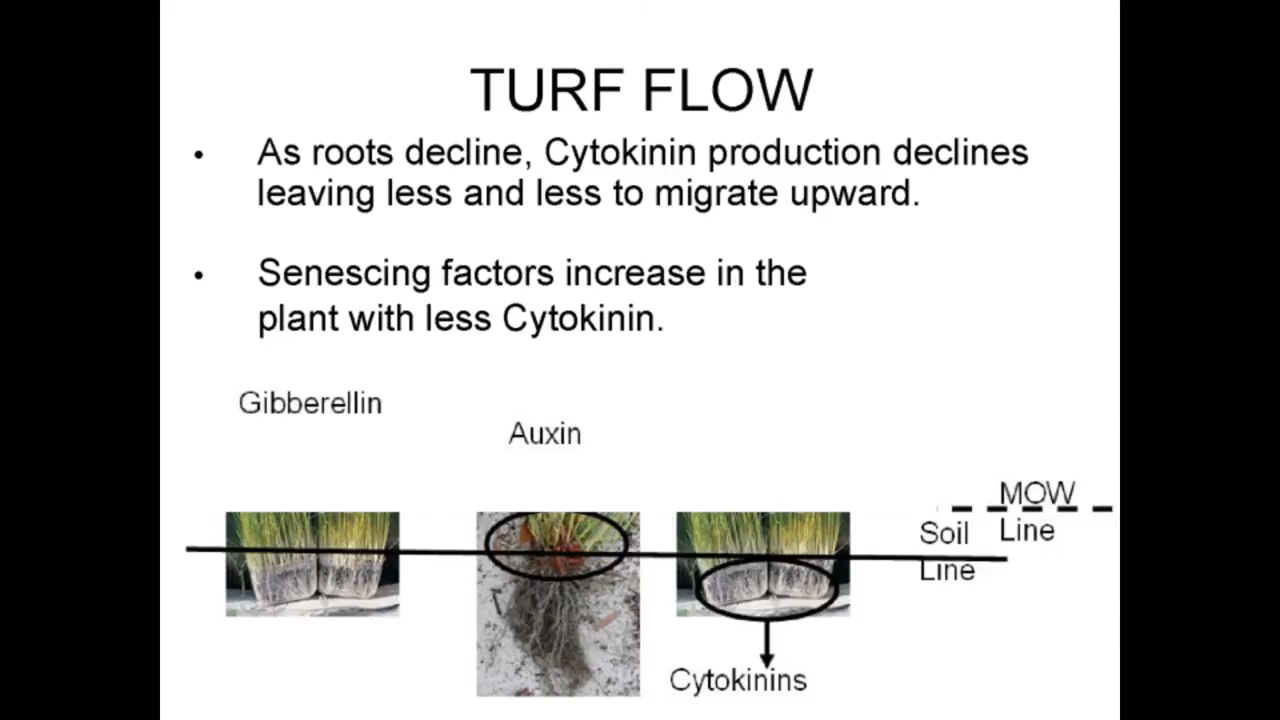 TURF FLOW
• As roots decline, Cytokinin production declines
leaving less and less to migrate upward.
• Senescing factors increase in the
plant with less Cytokinin.
Gibberellin
Auxin
MOW
Line
Soil
Line
Cytokinins